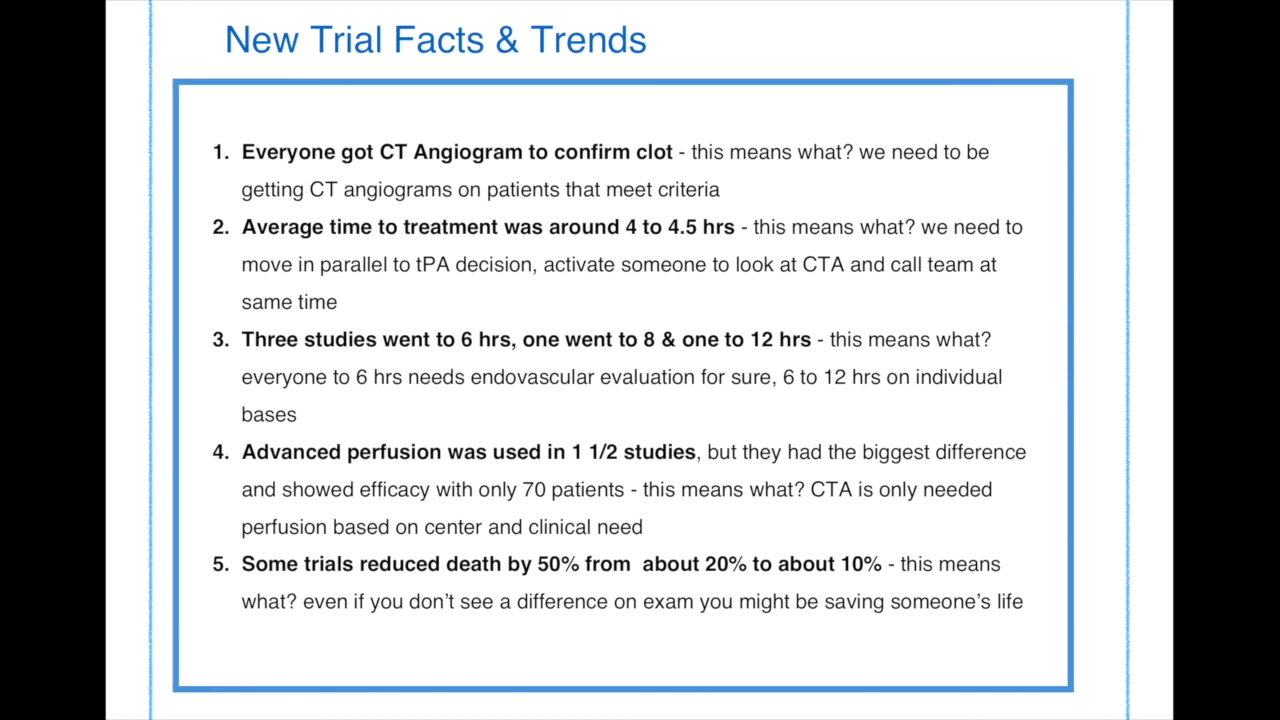 New Trial Facts & Trends
1. Everyone got CT Angiogram to confirm clot - this means what? we need to be
getting CT angiograms on patients that meet criteria
2. Average time to treatment was around 4 to 4.5 hrs - this means what? we need to
move in parallel to tPA decision, activate someone to look at CTA and call team at
same time
3. Three studies went to 6 hrs, one went to 8 & one to 12 hrs - this means what?
everyone to 6 hrs needs endovascular evaluation for sure, 6 to 12 hrs on individual
bases
4. Advanced perfusion was used in 1 1/2 studies, but they had the biggest difference
and showed efficacy with only 70 patients - this means what? CTA is only needed
perfusion based on center and clinical need
5. Some trials reduced death by 50% from  about 20% to about 10% - this means
what? even if you don’t see a difference on exam you might be saving someone’s life